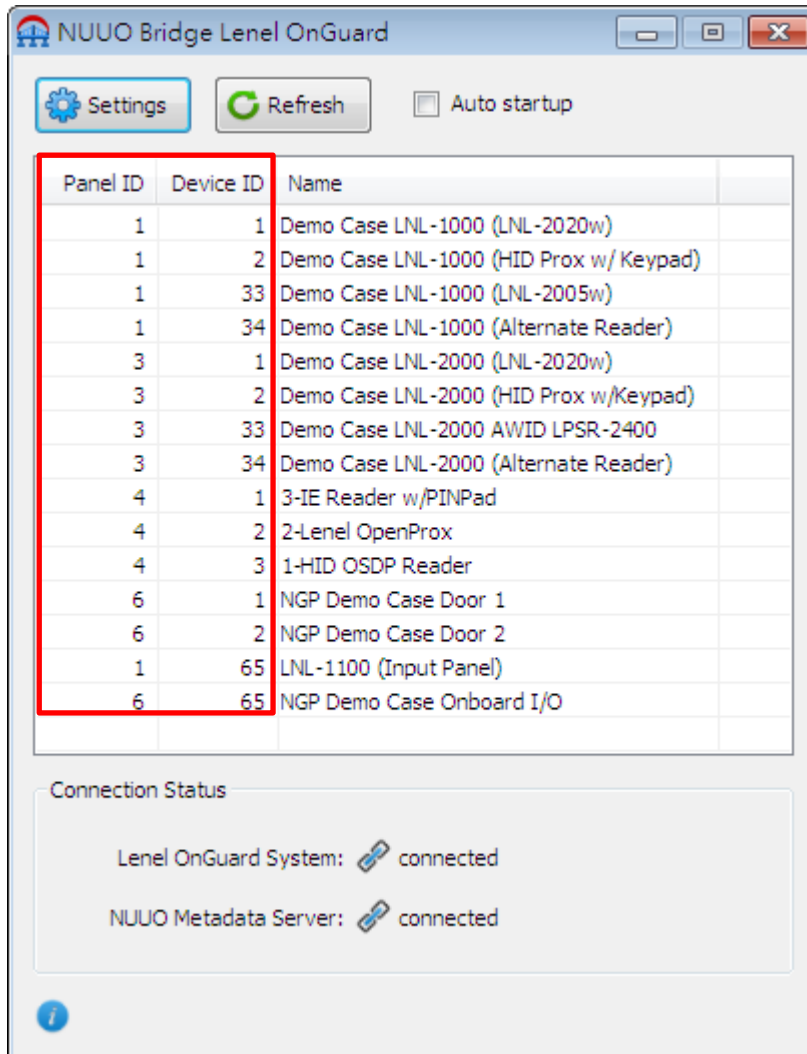 NUUO Bridge Lenel OnGuard
Settings Refresh Auto startup
Panel ID Device ID Name
1 1 Demo Case LNL-1000 (LNL-2020w)
1 2 Demo Case LNL-1000 (HID Prox w/ Keypad)
1 33 Demo Case LNL-1000 (LNL-2005w)
1 34 Demo Case LNL-1000 (Alternate Reader)
3 1 Demo Case LNL-2000 (LNL-2020w)
3 2 Demo Case LNL-2000 (HID Prox w/Keypad)
3 33 Demo Case LNL-2000 AWID LPSR-2400
3 34 Demo Case LNL-2000 (Alternate Reader)
4 1 3-IE Reader w/PINPad
4 2 2-Lenel OpenProx
4 3 1-HID OSDP Reader
6 1 NGP Demo Case Door 1
6 2 NGP Demo Case Door 2
1 65 LNL-1100 (Input Panel)
6 65 NGP Demo Case Onboard I/O
Connection Status
Lenel OnGuard System: connected
NUUO Metadata Server: connected